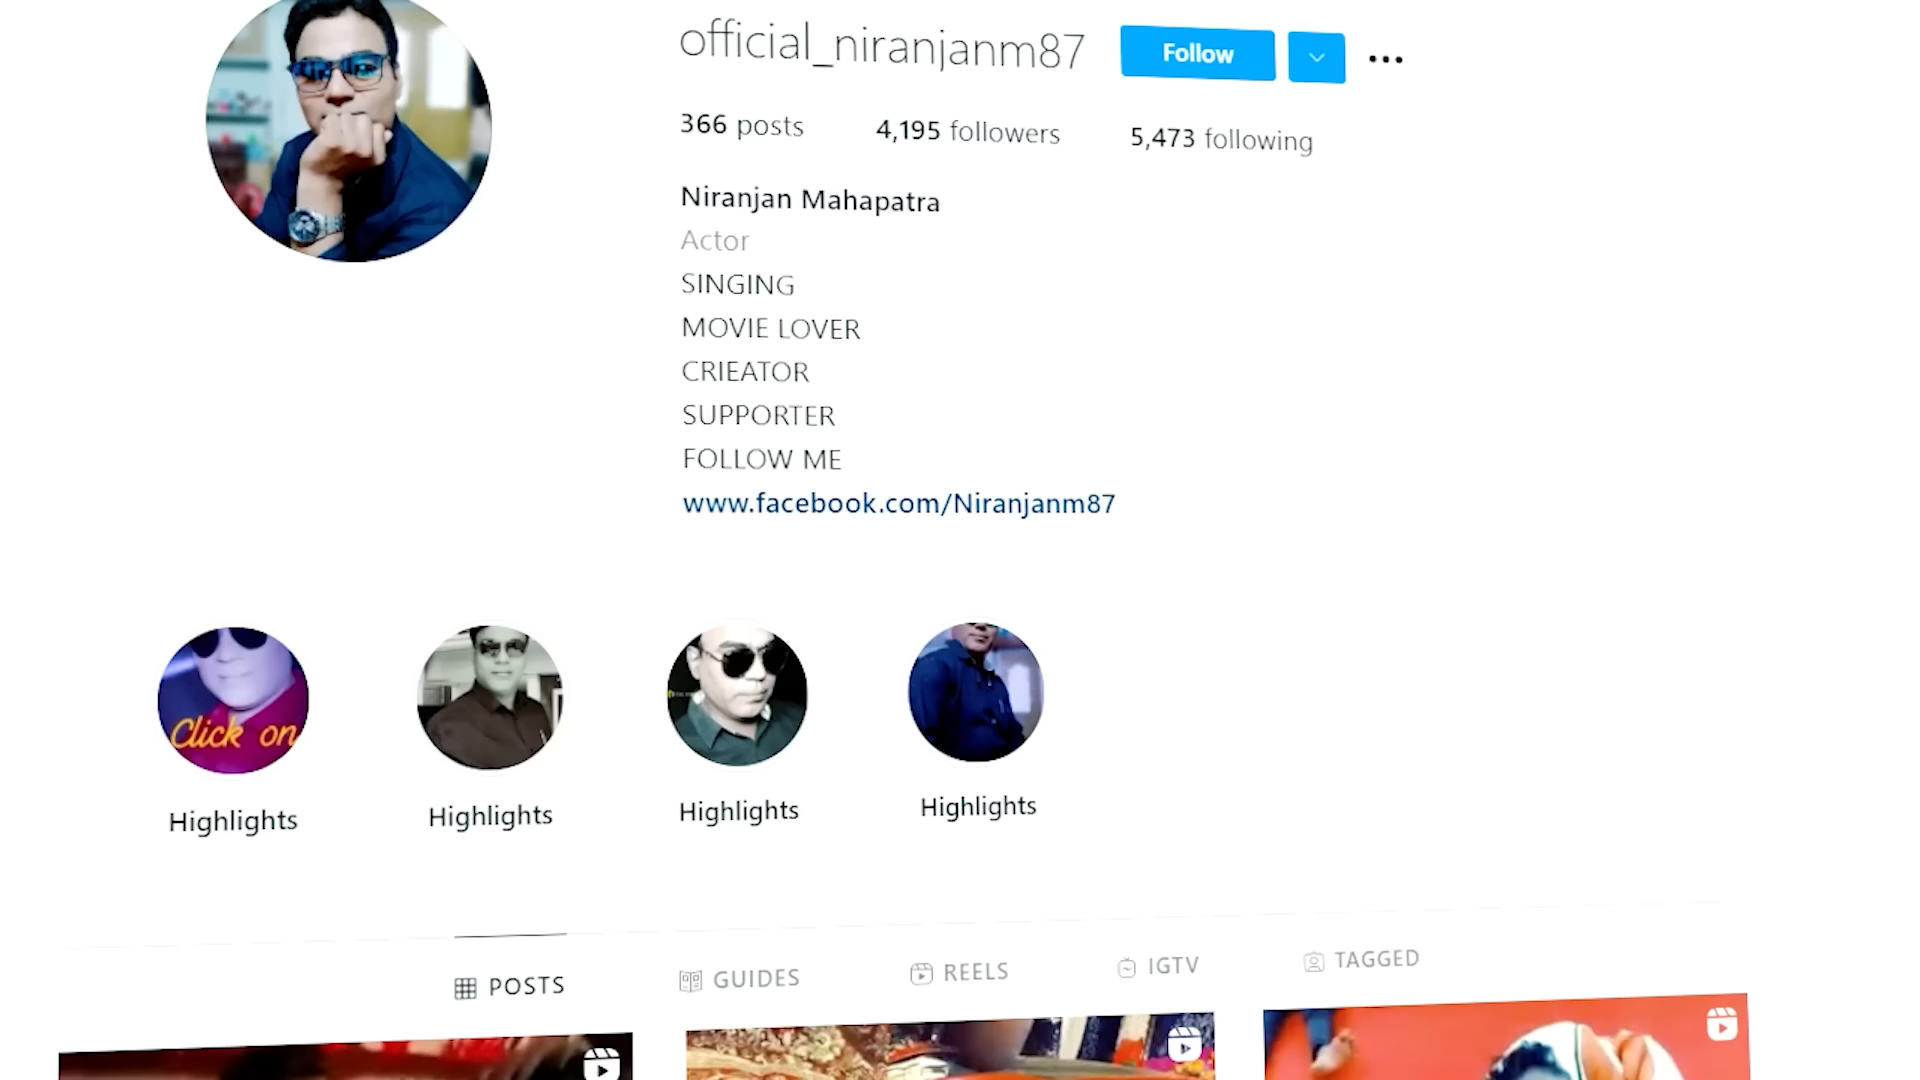 official_niranjanm87 Follow
366 posts 4,195 followers 5,473 following
Niranjan Mahapatra
Actor
SINGING
MOVIE LOVER
CRIEATOR
SUPPORTER
FOLLOW ME
www.facebook.com/Niranjanm87
Click on
Highlights Highlights Highlights Highlights
POSTS GUIDES REELS IGTV TAGGED